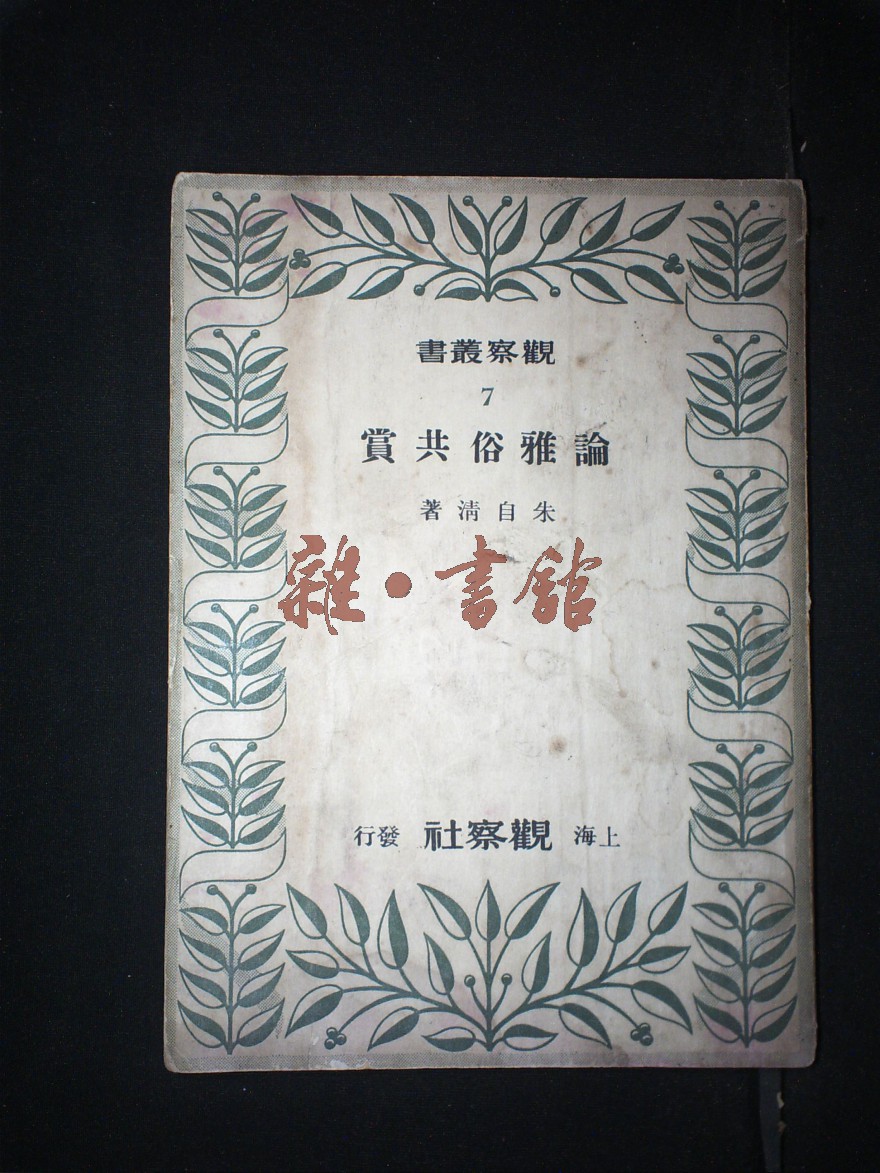 觀察叢書
7
論雅俗共賞
朱自清著
雜·書館
上海 觀察社 發行